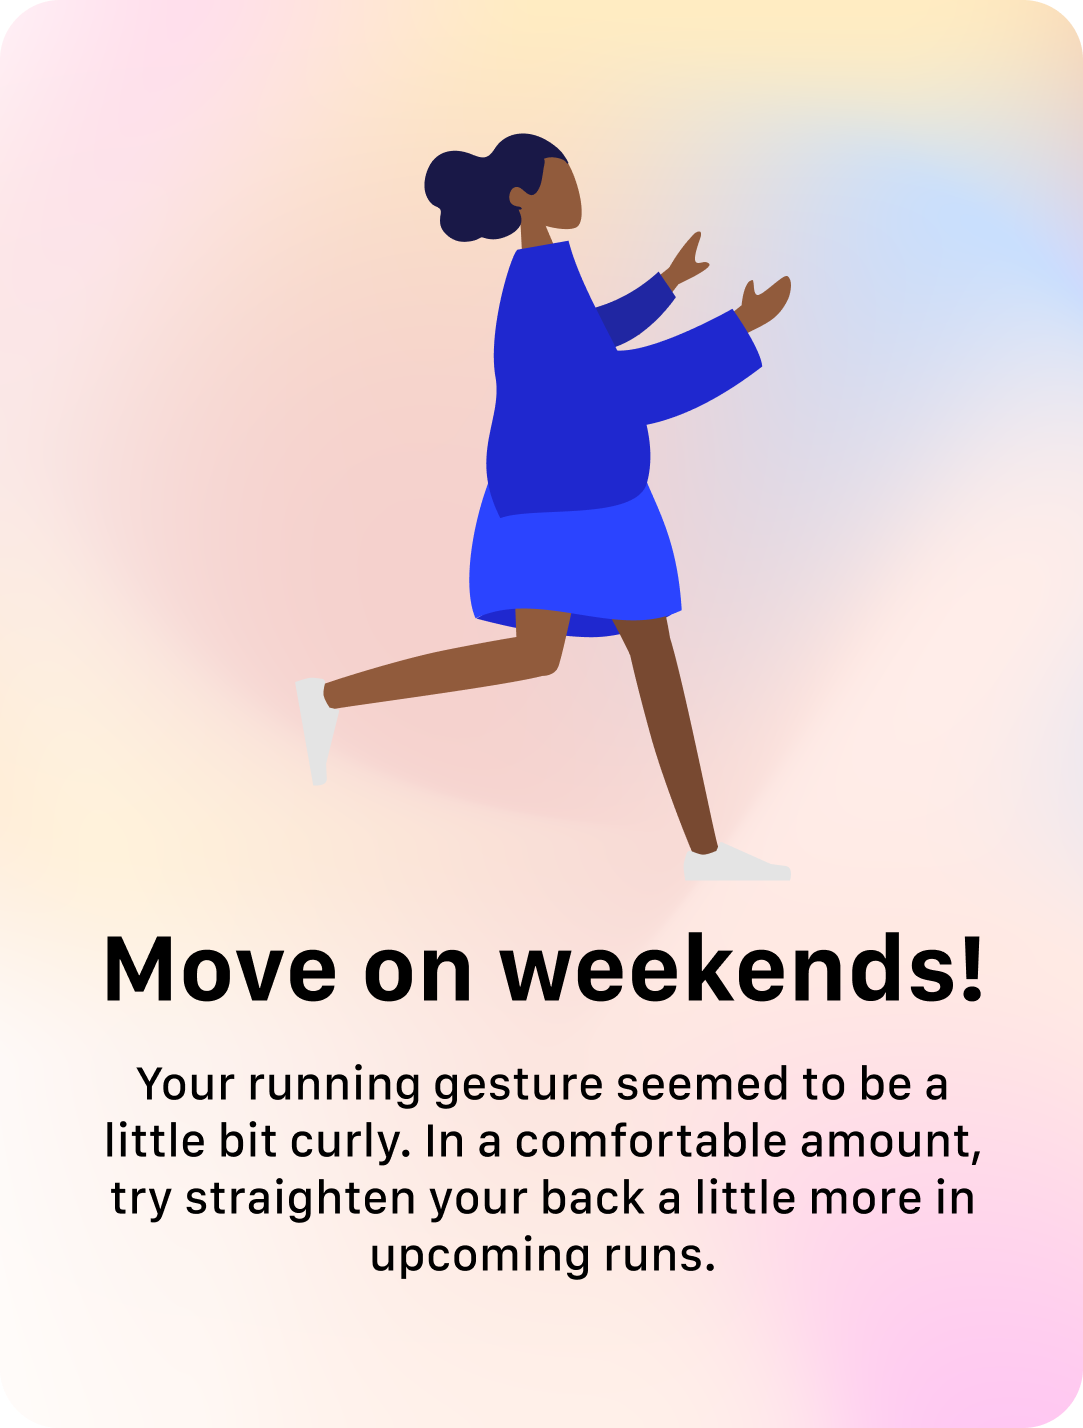 Move on weekends!
Your running gesture seemed to be a
little bit curly. In a comfortable amount,
try straighten your back a little more in
upcoming runs.